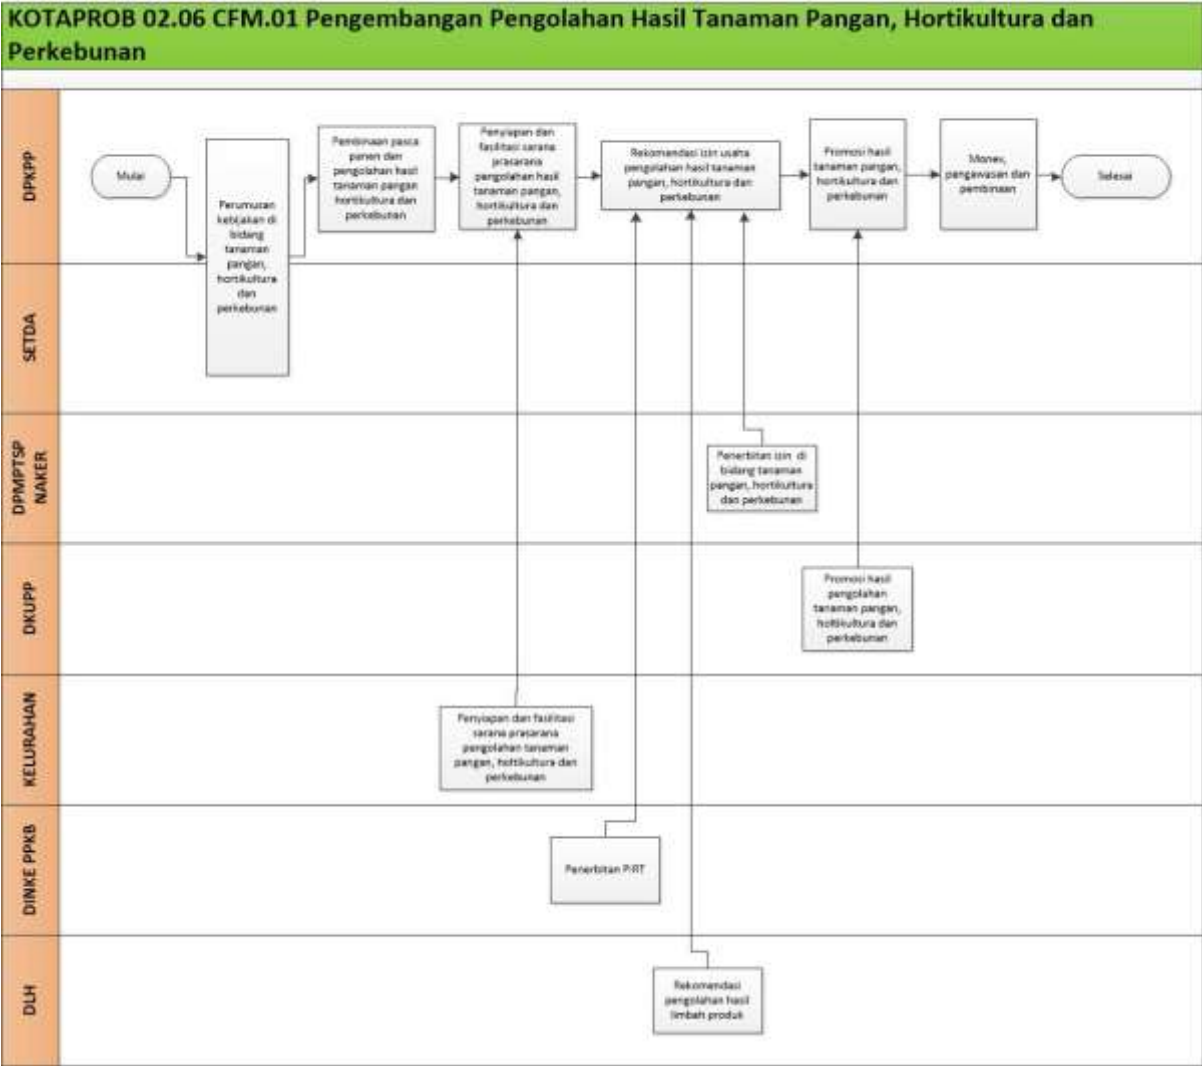 KOTAPROB 02.06 CFM.01 Pengembangan Pengolahan Hasil Tanaman Pangan, Hortikultura dan
Perkebunan
DPKPP
Mulai
Perumusan
kebijakan di
bidang
tanaman
pangan,
hortikultura
dan
perkebunan
Pembinaan pasca
panen dan
pengolahan hasil
tanaman pangan
hortikultura dan
perkebunan
Penyiapan dan
fasilitasi sarana
prasarana
pengolahan hasil
tanaman pangan,
hortikultura dan
perkebunan
Rekomendasi izin usaha
pengolahan hasil tanaman
pangan, hortikultura dan
perkebunan
Promosi hasil
tanaman pangan,
hortikultura dan
perkebunan
Monev,
pengawasan dan
pembinaan
Selesai
SETDA
DPMPTSP
NAKER
Penerbitan izin di
bidang tanaman
pangan, hortikultura
dan perkebunan
DKUPP
Promosi hasil
pengolahan
tanaman pangan,
hortikultura dan
perkebunan
KELURAHAN
Penyiapan dan fasilitasi
sarana prasarana
pengolahan tanaman
pangan, hortikultura dan
perkebunan
DINKE PPKB
Penerbitan PIRT
DLH
Rekomendasi
pengolahan hasil
limbah produk